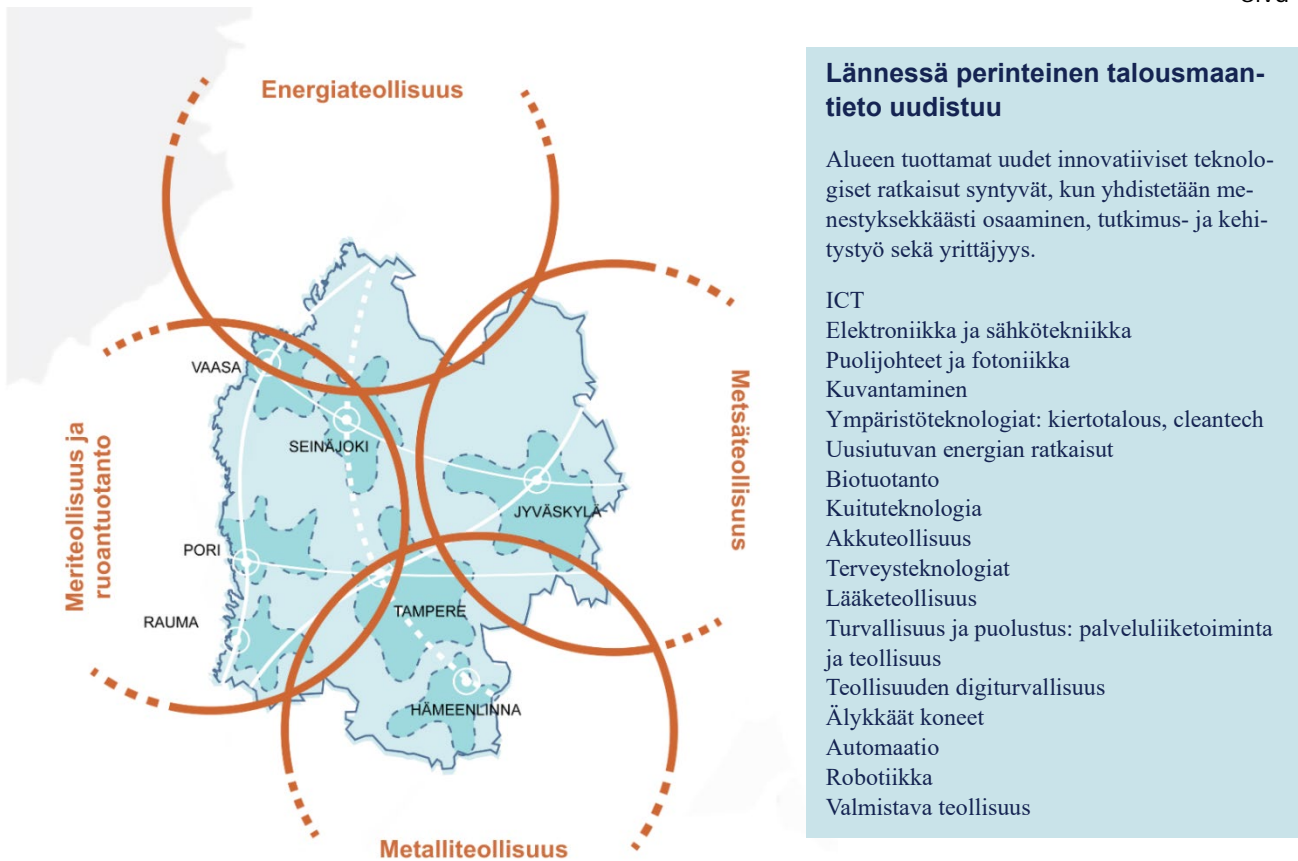 Energiateollisuus
Meriteollisuus ja
ruoantuotanto
Metsäteollisuus
Metalliteollisuus
VAASA
SEINÄJOKI
JYVÄSKYLÄ
PORI
TAMPERE
RAUMA
HÄMEENLINNA
Lännessä perinteinen talousmaan-
tieto uudistuu
Alueen tuottamat uudet innovatiiviset teknolo-
giset ratkaisut syntyvät, kun yhdistetään me-
nestyksekkäästi osaaminen, tutkimus- ja kehi-
tystyö sekä yrittäjyys.
ICT
Elektroniikka ja sähkötekniikka
Puolijohteet ja fotoniikka
Kuvantaminen
Ympäristöteknologiat: kiertotalous, cleantech
Uusiutuvan energian ratkaisut
Biotuotanto
Kuituteknologia
Akkuteollisuus
Terveysteknologiat
Lääketeollisuus
Turvallisuus ja puolustus: palveluliiketoiminta
ja teollisuus
Teollisuuden digiturvallisuus
Älykkäät koneet
Automaatio
Robotiikka
Valmistava teollisuus